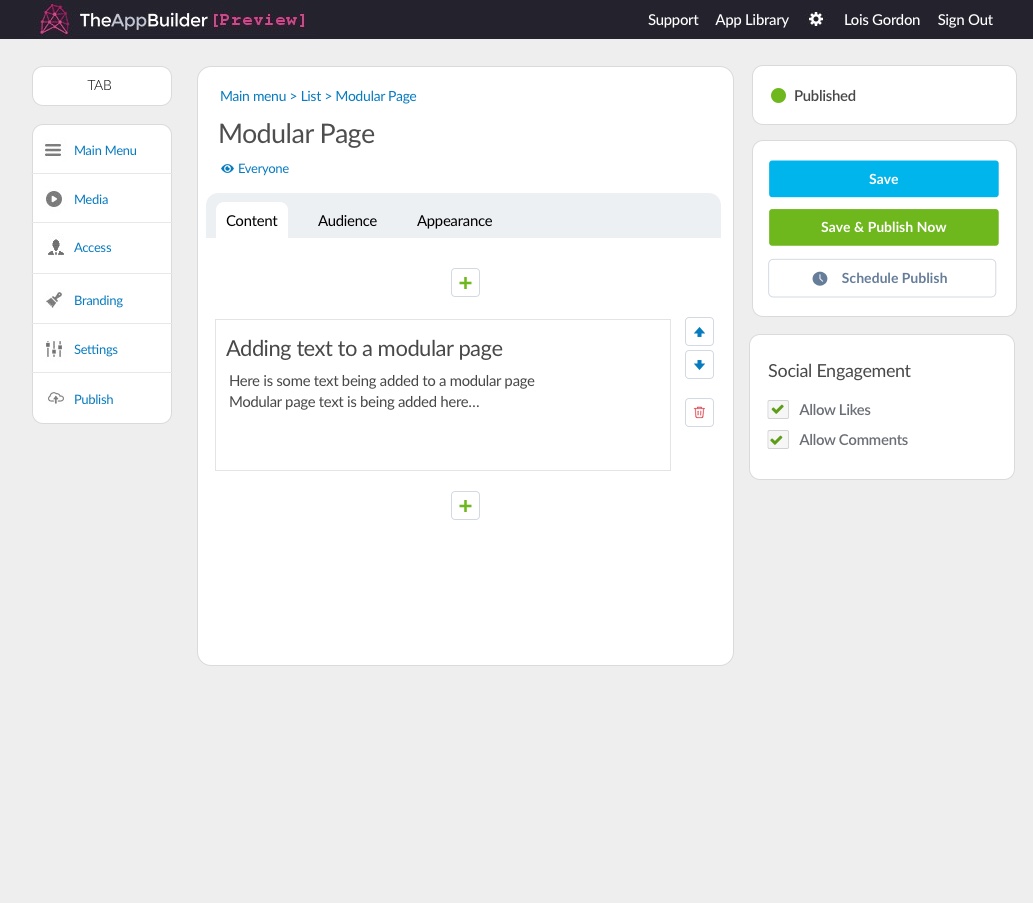 TheAppBuilder [Preview]
Support App Library Lois Gordon Sign Out
TAB
Main Menu
Media
Access
Branding
Settings
Publish
Main menu > List > Modular Page
Modular Page
Everyone
Content Audience Appearance
Adding text to a modular page
Here is some text being added to a modular page
Modular page text is being added here...
Published
Save
Save & Publish Now
Schedule Publish
Social Engagement
Allow Likes
Allow Comments